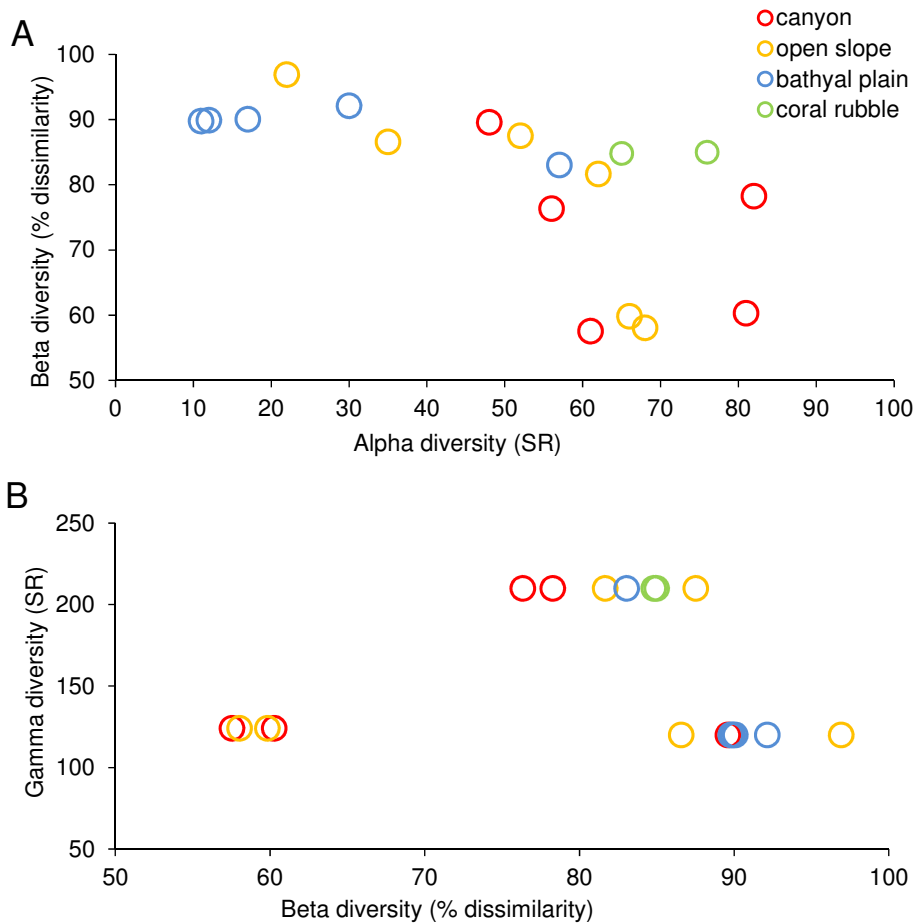 A
canyon
open slope
bathyal plain
coral rubble
Beta diversity (% dissimilarity)
100
90
80
70
60
50
0 10 20 30 40 50 60 70 80 90 100
Alpha diversity (SR)
B
Gamma diversity (SR)
250
200
150
100
50
50 60 70 80 90 100
Beta diversity (% dissimilarity)